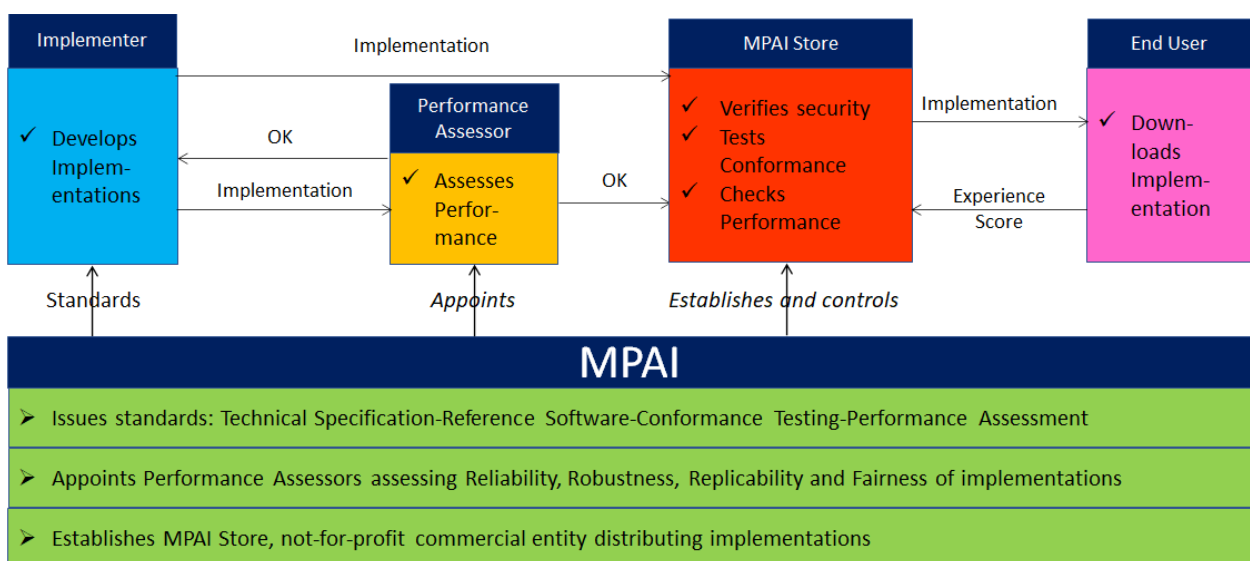 Implementer
✓ Develops
Implem-
entations
Implementation
OK
Implementation
Performance
Assessor
✓ Assesses
Perfor-
mance
OK
MPAI Store
✓ Verifies security
✓ Tests
Conformance
✓ Checks
Performance
Implementation
Experience
Score
End User
✓ Down-
loads
Implem-
entation
Standards
Appoints
Establishes and controls
MPAI
➢ Issues standards: Technical Specification-Reference Software-Conformance Testing-Performance Assessment
➢ Appoints Performance Assessors assessing Reliability, Robustness, Replicability and Fairness of implementations
➢ Establishes MPAI Store, not-for-profit commercial entity distributing implementations